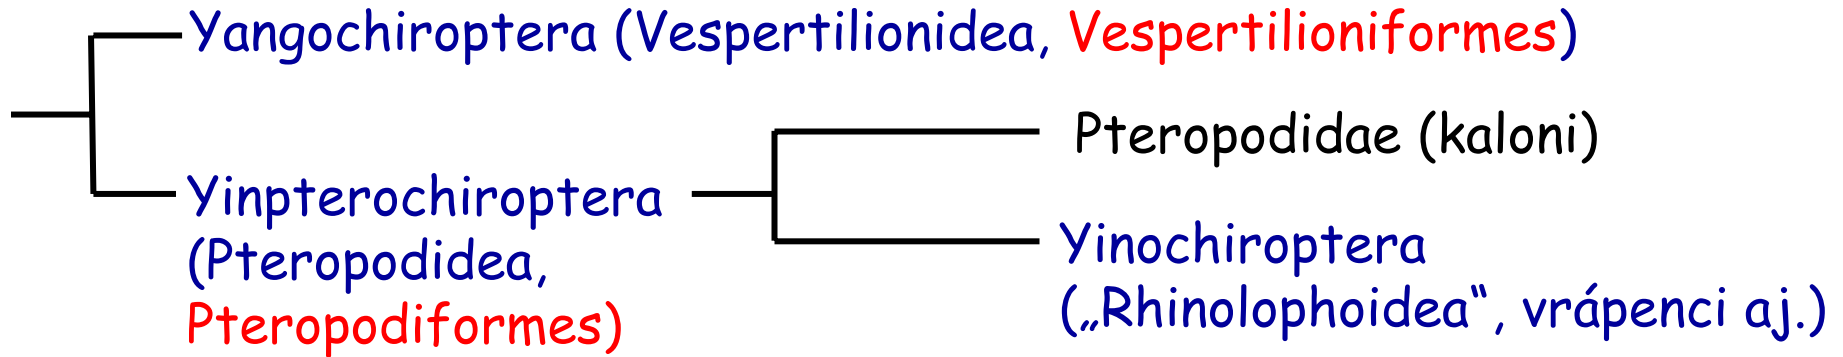 Yangochiroptera (Vespertilionidea, Vespertilioniformes)
Pteropodidae (kaloni)
Yinpterochiroptera
(Pteropodidea,
Pteropodiformes)
Yinochiroptera
(„Rhinolophoidea“, vrápenci aj.)